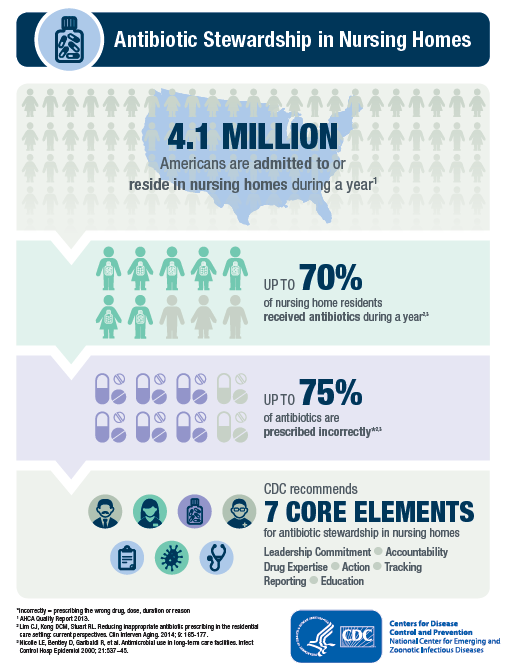 Antibiotic Stewardship in Nursing Homes
4.1 MILLION
Americans are admitted to or
reside in nursing homes during a year¹
UP TO 70%
of nursing home residents
received antibiotics during a year²,³
UP TO 75%
of antibiotics are
prescribed incorrectly*²,³
CDC recommends
7 CORE ELEMENTS
for antibiotic stewardship in nursing homes
Leadership Commitment ● Accountability
Drug Expertise ● Action ● Tracking
Reporting ● Education
*Incorrectly = prescribing the wrong drug, dose, duration or reason
¹ AHCA Quality Report 2013.
² Lim CJ, Kong DCM, Stuart RL. Reducing inappropriate antibiotic prescribing in the residential
care setting: current perspectives. Clin Interven Aging. 2014; 9: 165-177.
³ Nicolle LE, Bentley D, Garibaldi R, et al. Antimicrobial use in long-term care facilities. Infect
Control Hosp Epidemiol 2000; 21:537–45.
CDC
Centers for Disease
Control and Prevention
National Center for Emerging and
Zoonotic Infectious Diseases